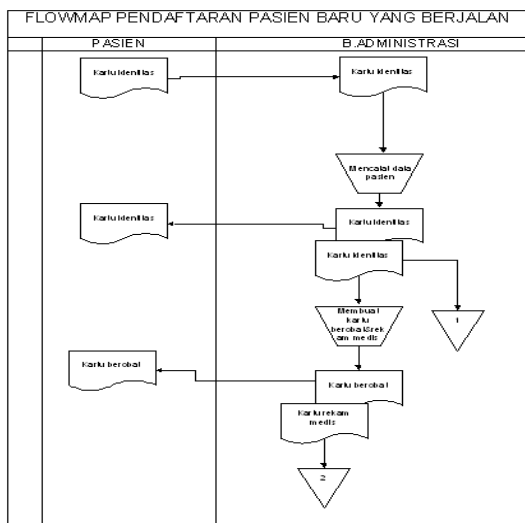 FLOWMAP PENDAFTARAN PASIEN BARU YANG BERJALAN
PASIEN
B.ADMINISTRASI
Kartu Identitas
Kartu Identitas
Mencatat data
pasien
Kartu Identitas
Kartu Identitas
Kartu Identitas
1
Membuat
kartu
berobat&rek
am medis
Kartu berobat
Kartu berobat
Kartu rekam
medis
2